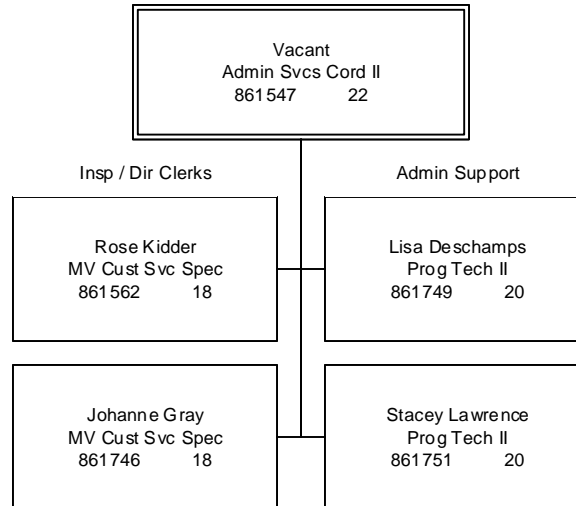 Vacant
Admin Svcs Cord II
861547 22
Insp / Dir Clerks
Admin Support
Rose Kidder
MV Cust Svc Spec
861562 18
Lisa Deschamps
Prog Tech II
861749 20
Johanne Gray
MV Cust Svc Spec
861746 18
Stacey Lawrence
Prog Tech II
861751 20